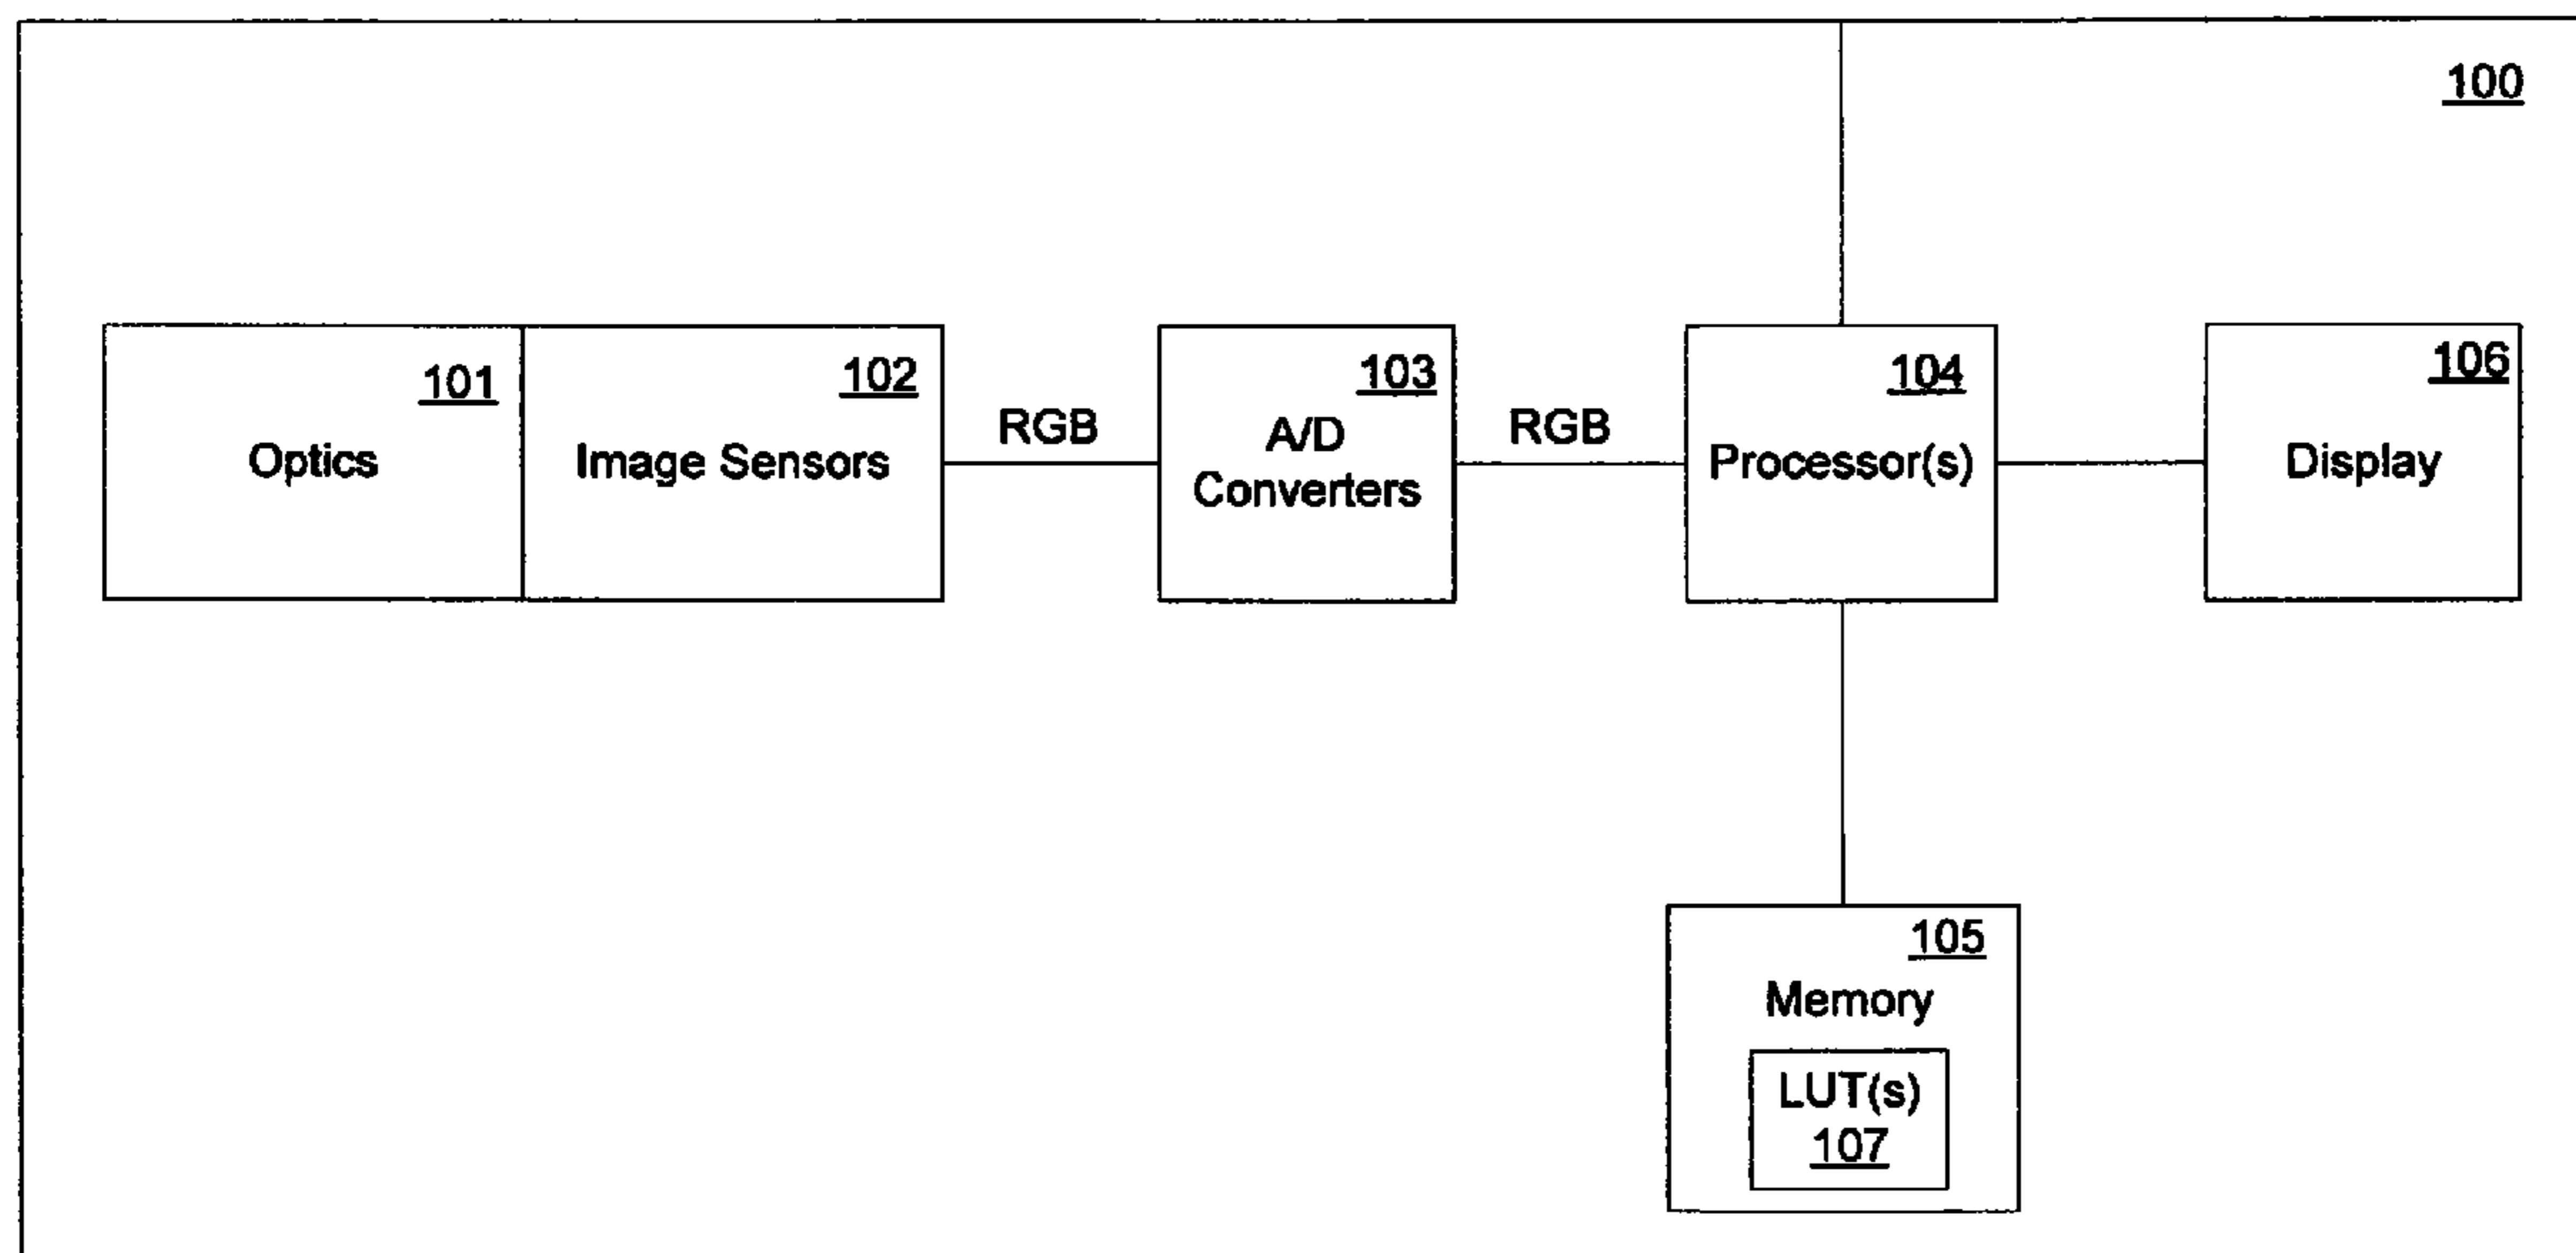 100
101
Optics
102
Image Sensors
RGB
103
A/D
Converters
RGB
104
Processor(s)
106
Display
105
Memory
LUT(s)
107